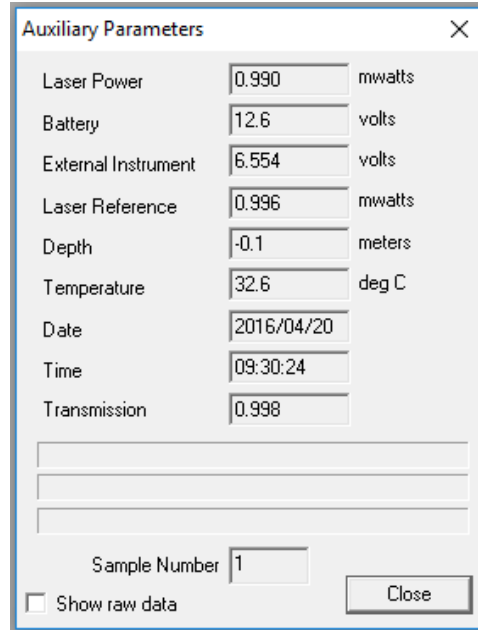 Auxiliary Parameters
Laser Power 0.990 mwatts
Battery 12.6 volts
External Instrument 6.554 volts
Laser Reference 0.996 mwatts
Depth -0.1 meters
Temperature 32.6 deg C
Date 2016/04/20
Time 09:30:24
Transmission 0.998
Sample Number 1
Show raw data Close